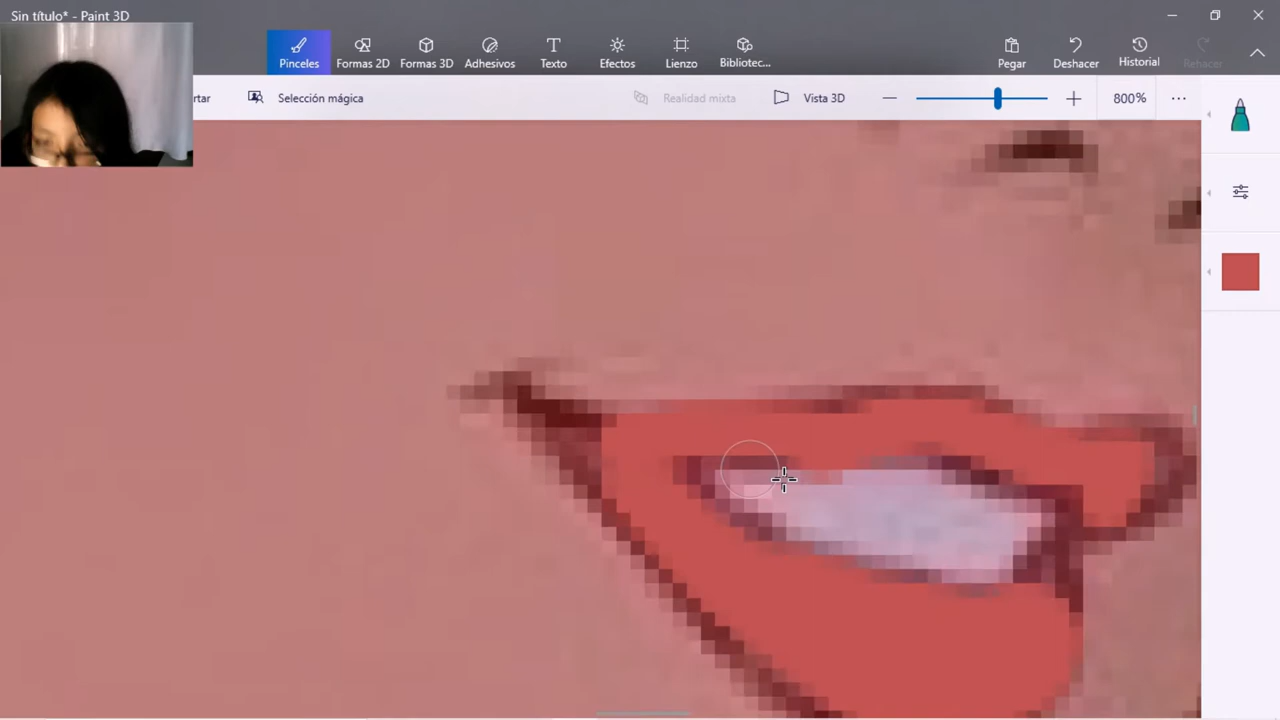 Sin título* - Paint 3D
Pinceles Formas 2D Formas 3D Adhesivos Texto Efectos Lienzo Bibliotec... Pegar Deshacer Historial Rehacer
rtar Selección mágica Realidad mixta Vista 3D 800%